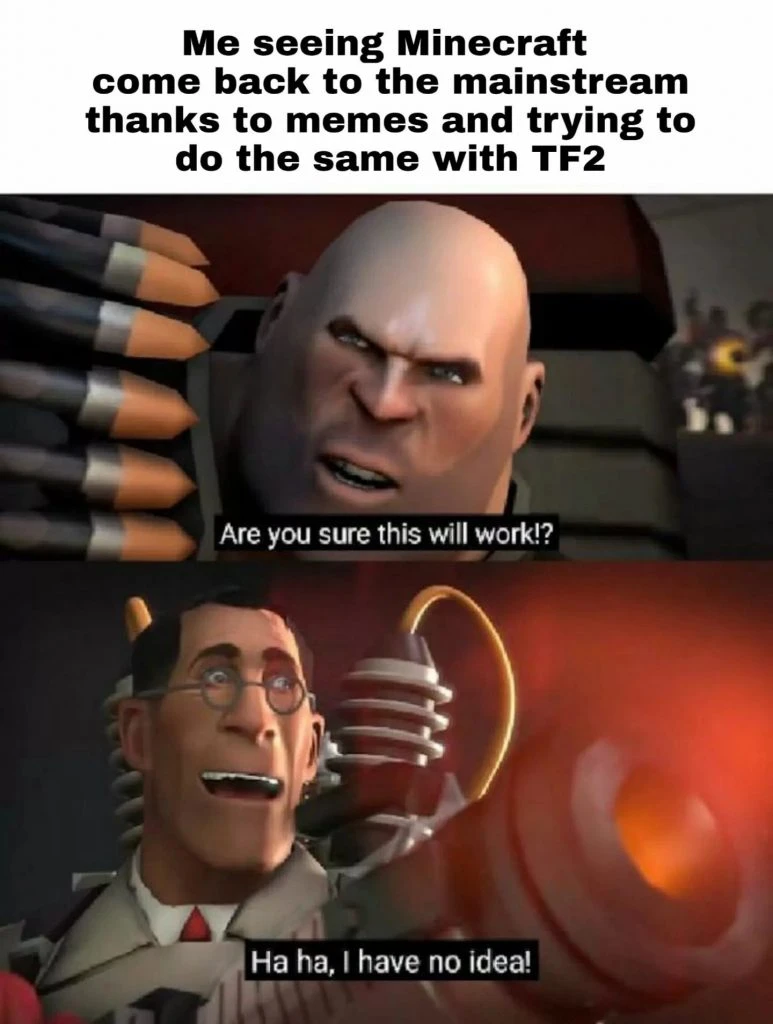 Me seeing Minecraft
come back to the mainstream
thanks to memes and trying to
do the same with TF2
Are you sure this will work!?
Ha ha, I have no idea!